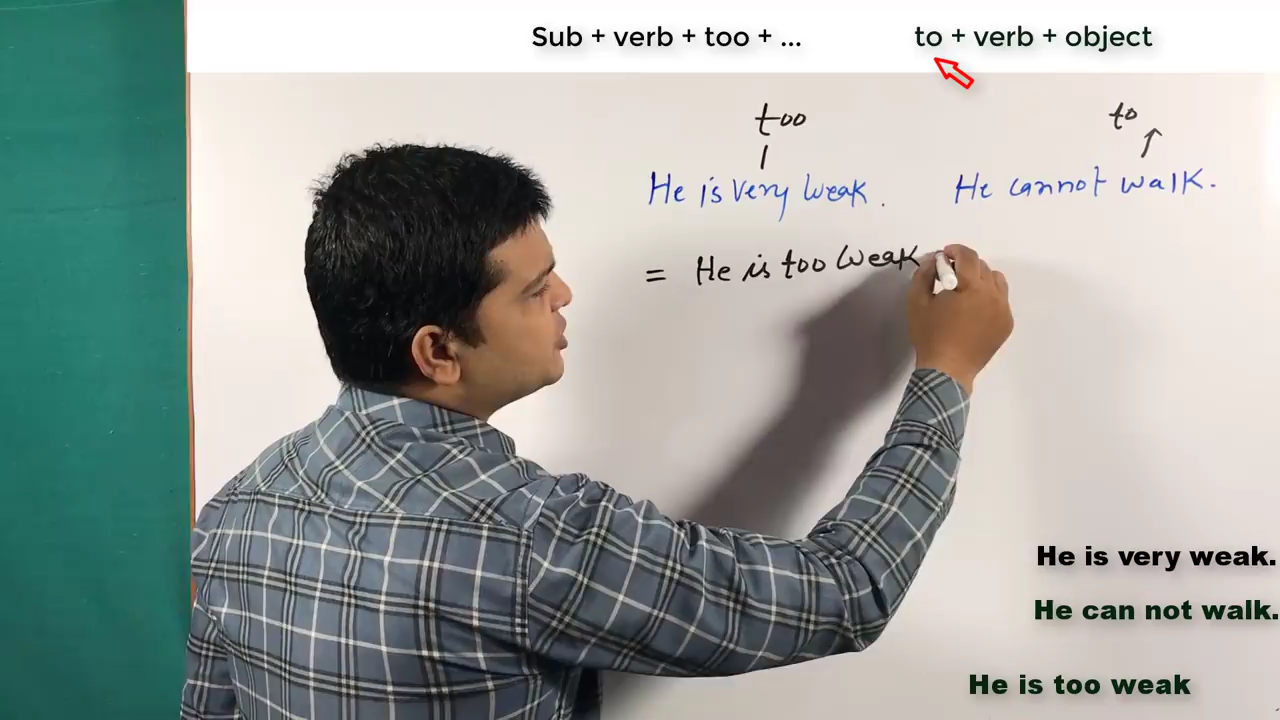 Sub + verb + too + ... to + verb + object
too to
He is very weak. He cannot walk.
= He is too weak
He is very weak.
He can not walk.
He is too weak